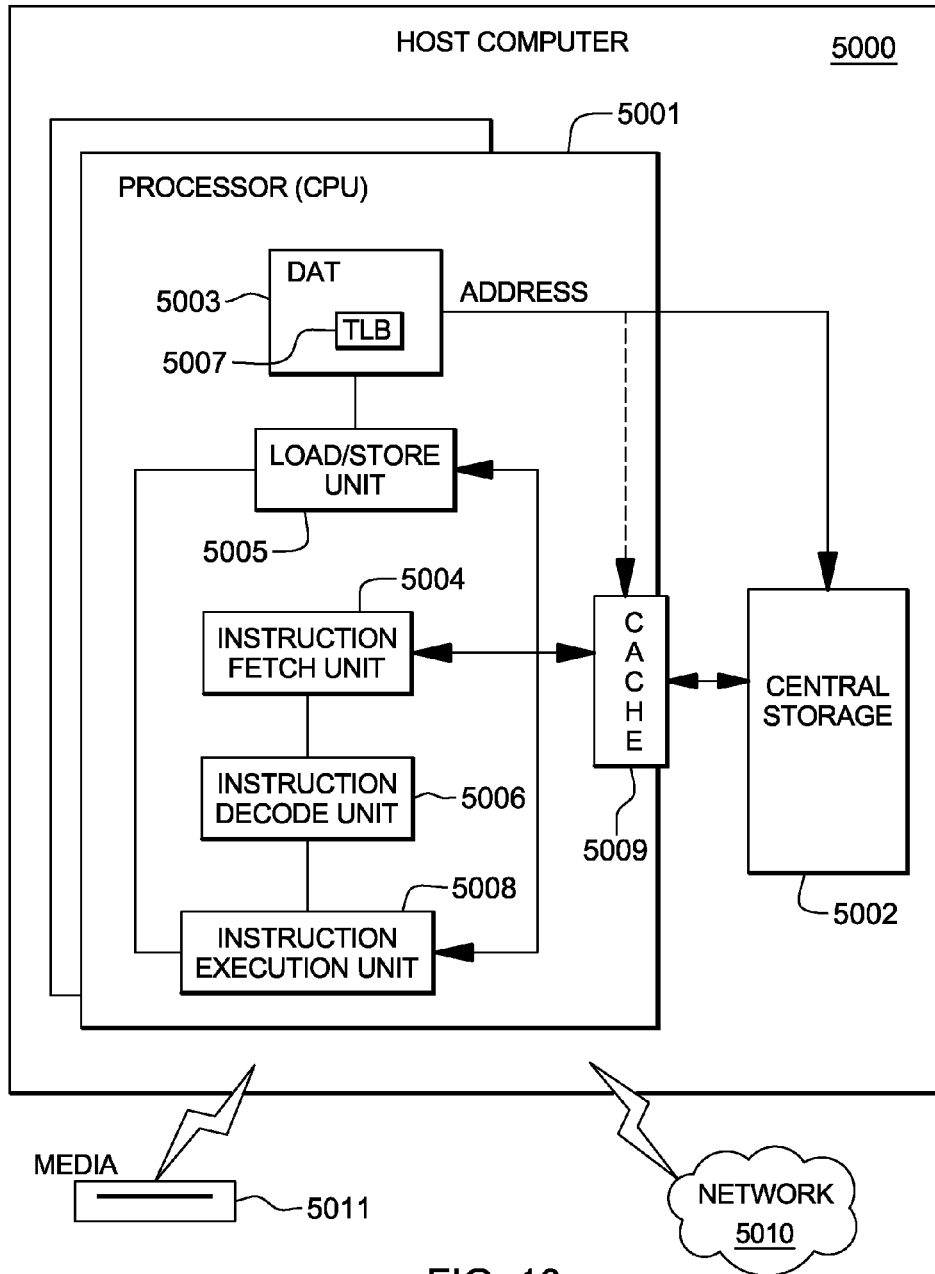 HOST COMPUTER
5000
5001
PROCESSOR (CPU)
DAT
5003
ADDRESS
TLB
5007
LOAD/STORE
UNIT
5005
5004
INSTRUCTION
FETCH UNIT
C
A
C
H
E
CENTRAL
STORAGE
INSTRUCTION
DECODE UNIT
5006
5009
5008
5002
INSTRUCTION
EXECUTION UNIT
MEDIA
5011
NETWORK
5010